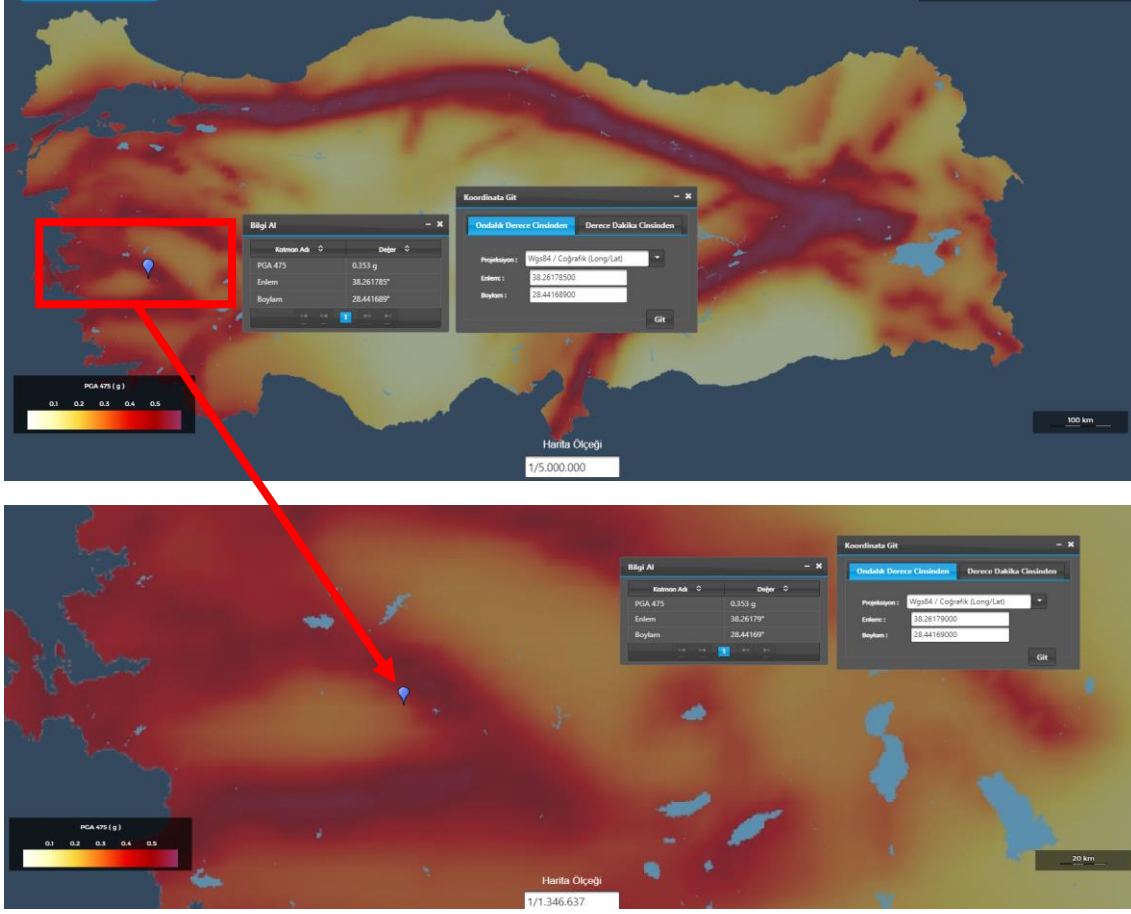 Koordinata Git
Ondalık Derece Cinsinden Derece Dakika Cinsinden
Projeksiyon : Wgs84 / Coğrafik (Long/Lat)
Enlem : 38.26178500
Boylam : 28.44168900
Git
Bilgi Al
Katman Adı Değer
PGA 475 0.353 g
Enlem 38.261785°
Boylam 28.441689°
1
PGA 475 ( g )
0.1 0.2 0.3 0.4 0.5
100 km
Harita Ölçeği
1/5.000.000
Koordinata Git
Ondalık Derece Cinsinden Derece Dakika Cinsinden
Projeksiyon : Wgs84 / Coğrafik (Long/Lat)
Enlem : 38.26179000
Boylam : 28.44169000
Git
Bilgi Al
Katman Adı Değer
PGA 475 0.353 g
Enlem 38.26179°
Boylam 28.44169°
1
PGA 475 ( g )
0.1 0.2 0.3 0.4 0.5
20 km
Harita Ölçeği
1/1.346.637